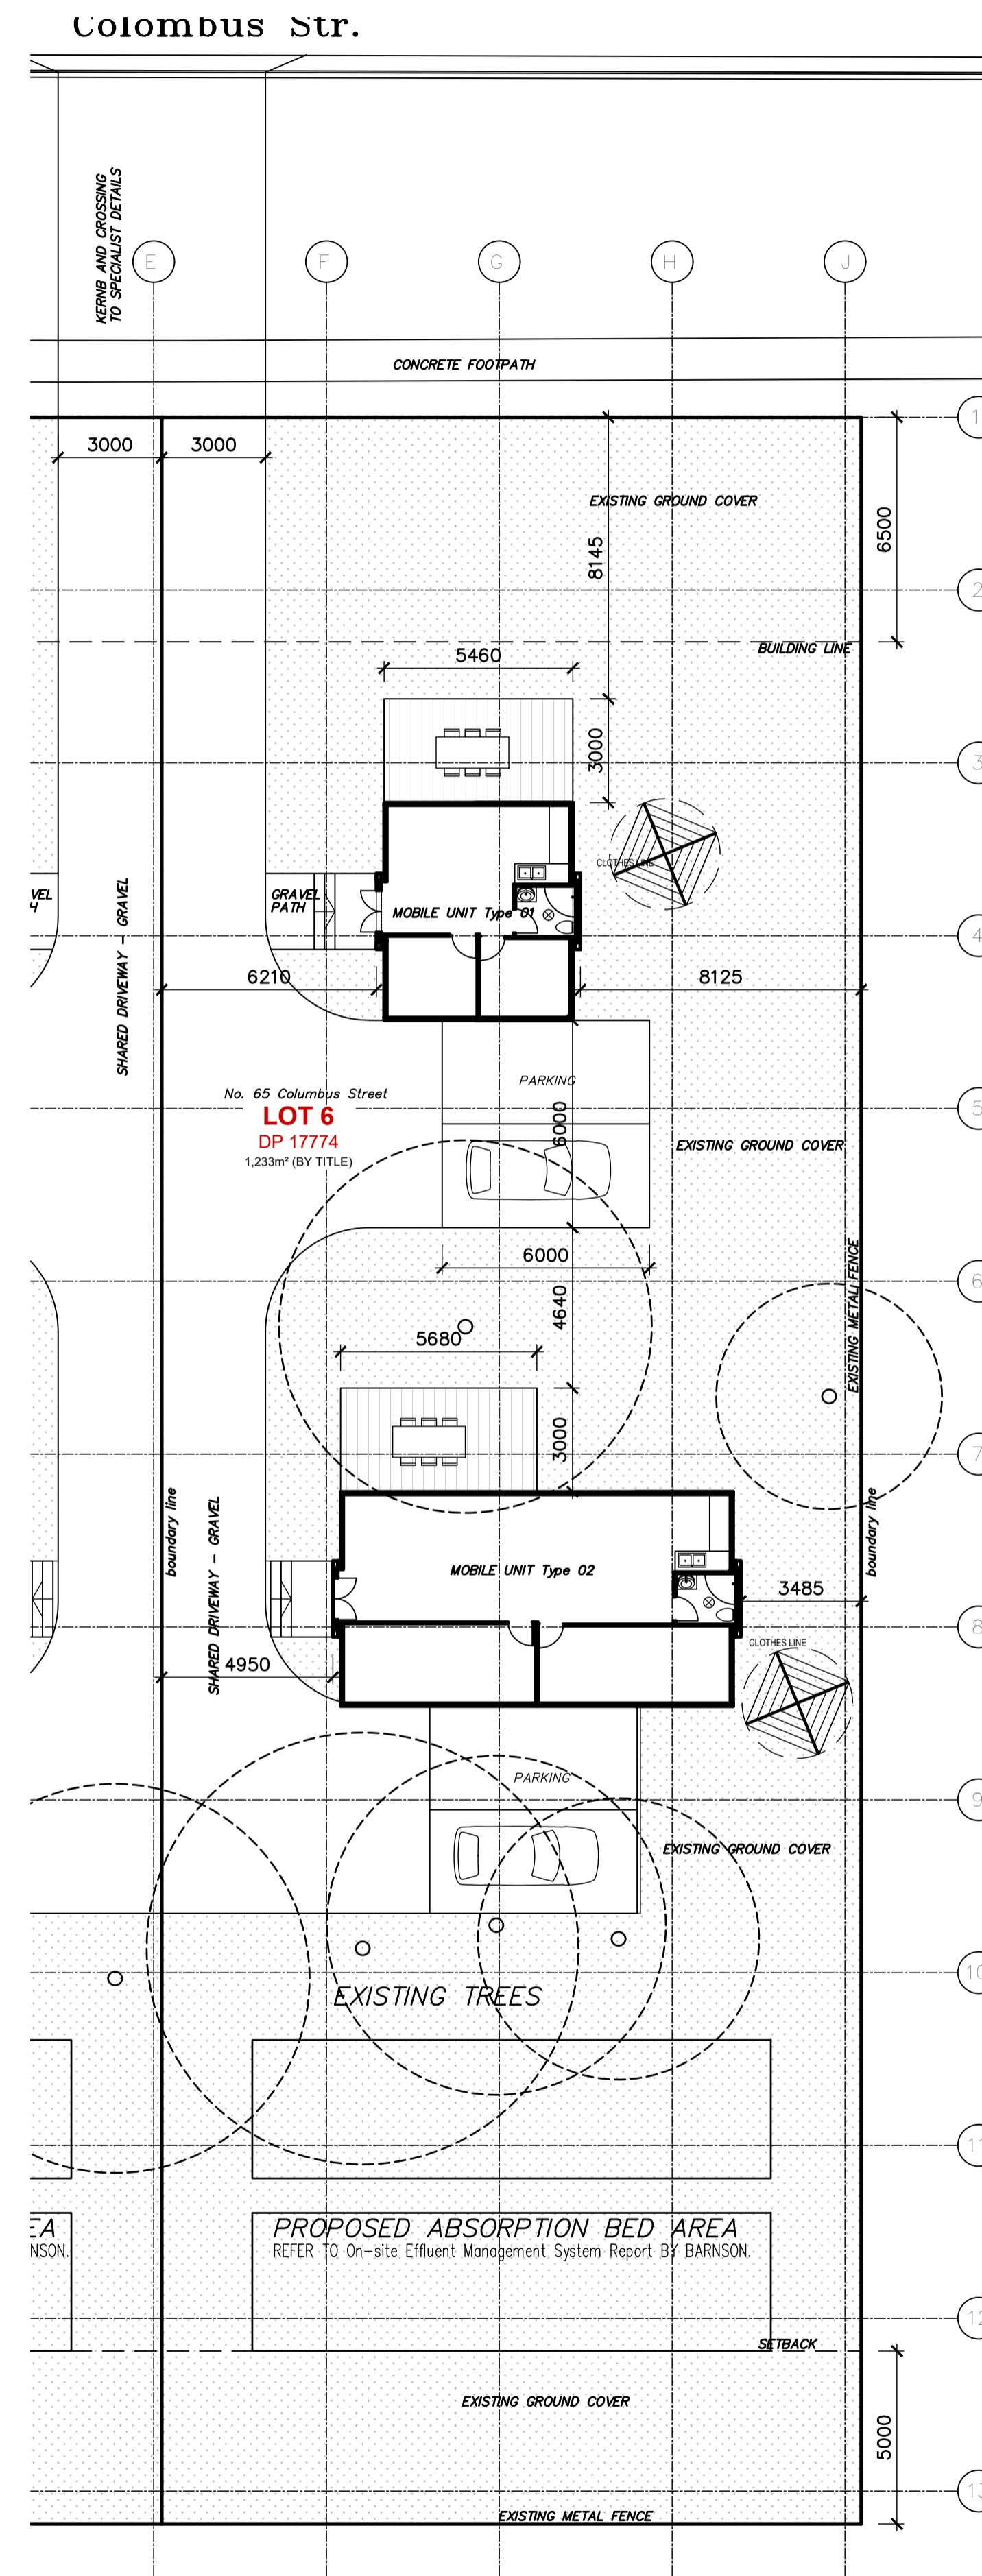 Colombus Str.
KERNB AND CROSSING
TO SPECIALIST DETAILS
E
F
G
H
J
CONCRETE FOOTPATH
1
3000
3000
EXISTING GROUND COVER
6500
8145
2
BUILDING LINE
5460
3000
3
CLOTHES LINE
GRAVEL
PATH
VEL
MOBILE UNIT Type 01
SHARED DRIVEWAY - GRAVEL
4
6210
8125
PARKING
No. 65 Columbus Street
LOT 6
DP 17774
1,233m² (BY TITLE)
5
6000
EXISTING GROUND COVER
6000
6
4640
EXISTING METAL FENCE
5680
3000
7
boundary line
SHARED DRIVEWAY - GRAVEL
boundary line
MOBILE UNIT Type 02
3485
8
CLOTHES LINE
4950
PARKING
9
EXISTING GROUND COVER
10
EXISTING TREES
11
EA
NSON.
PROPOSED ABSORPTION BED AREA
REFER TO On-site Effluent Management System Report BY BARNSON.
12
SETBACK
EXISTING GROUND COVER
5000
13
EXISTING METAL FENCE